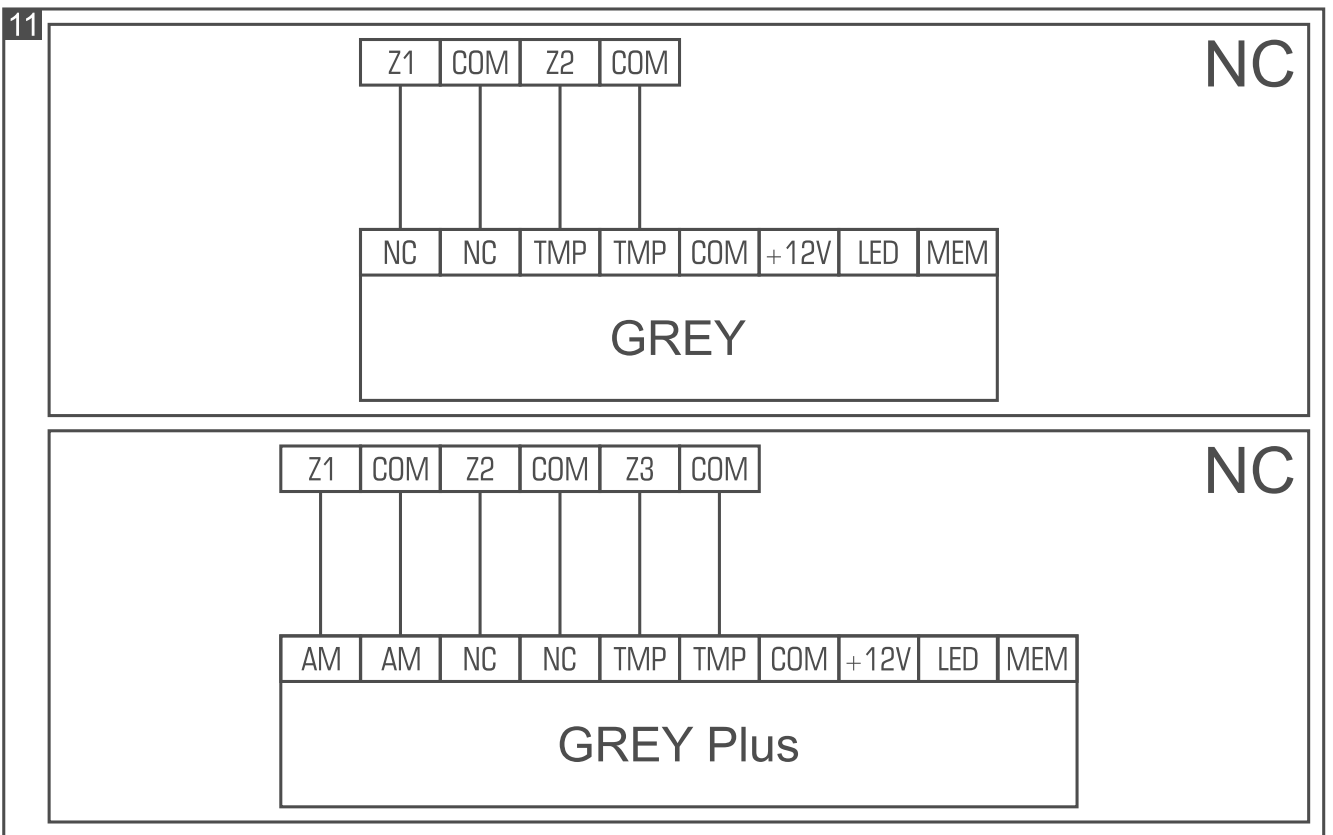 11
NC
Z1 COM Z2 COM
NC NC TMP TMP COM +12V LED MEM
GREY
NC
Z1 COM Z2 COM Z3 COM
AM AM NC NC TMP TMP COM +12V LED MEM
GREY Plus